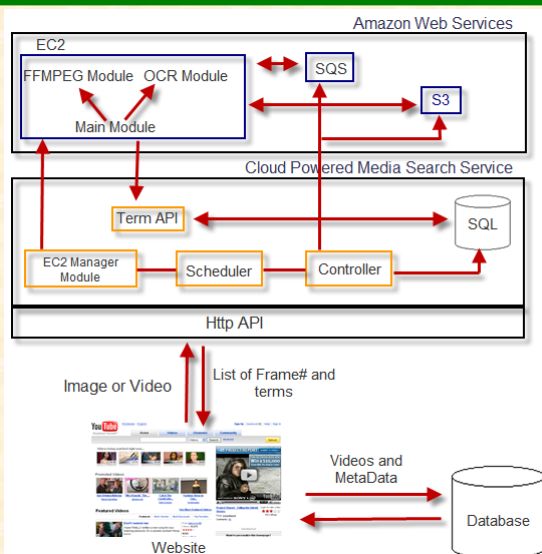 Amazon Web Services
EC2
FFMPEG Module
OCR Module
Main Module
SQS
S3
Cloud Powered Media Search Service
Term API
SQL
EC2 Manager
Module
Scheduler
Controller
Http API
Image or Video
List of Frame# and
terms
YouTube
Videos and
MetaData
Database
Website